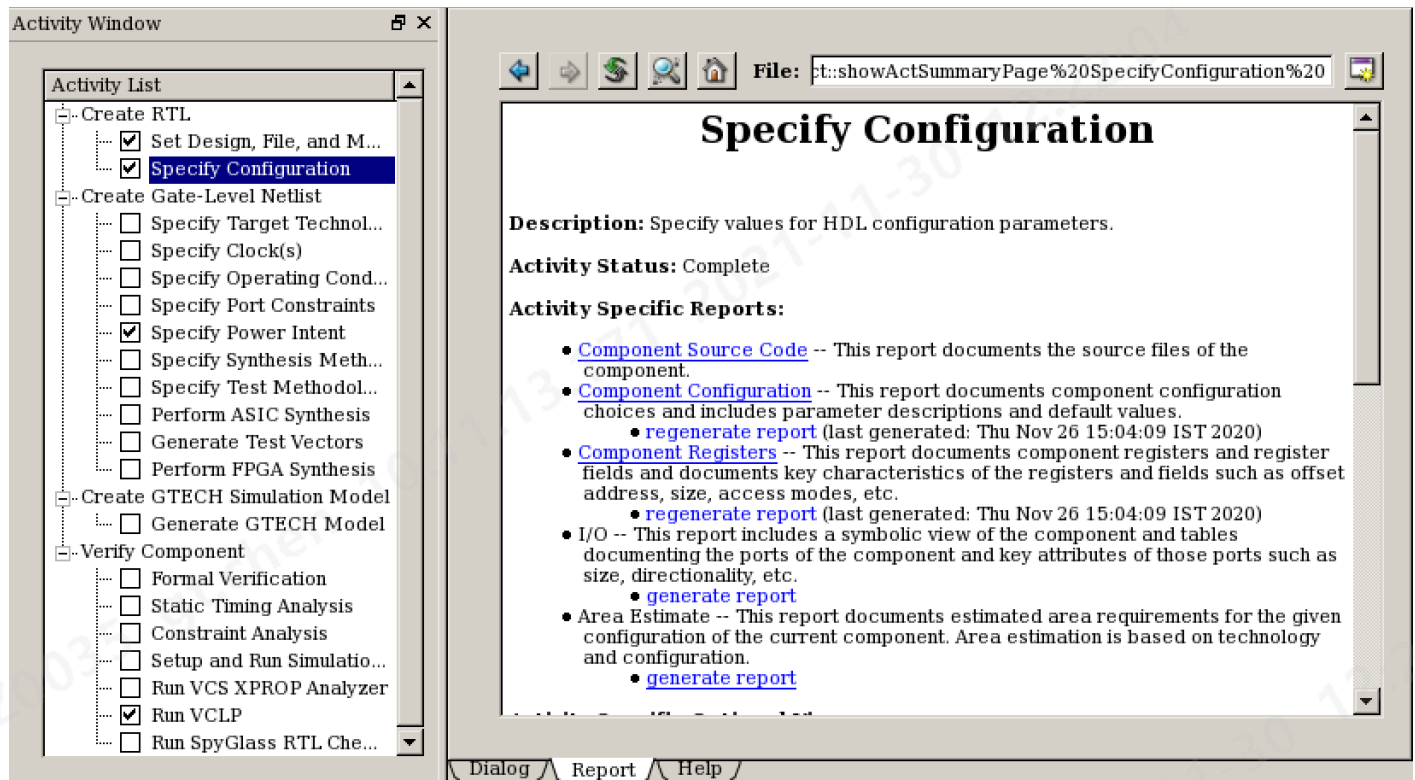 Activity Window
Activity List
Create RTL
Set Design, File, and M...
Specify Configuration
Create Gate-Level Netlist
Specify Target Technol...
Specify Clock(s)
Specify Operating Cond...
Specify Port Constraints
Specify Power Intent
Specify Synthesis Meth...
Specify Test Methodol...
Perform ASIC Synthesis
Generate Test Vectors
Perform FPGA Synthesis
Create GTECH Simulation Model
Generate GTECH Model
Verify Component
Formal Verification
Static Timing Analysis
Constraint Analysis
Setup and Run Simulatio...
Run VCS XPROP Analyzer
Run VCLP
Run SpyGlass RTL Che...
File: ct::showActSummaryPage%20SpecifyConfiguration%20
Specify Configuration
Description: Specify values for HDL configuration parameters.
Activity Status: Complete
Activity Specific Reports:
Component Source Code -- This report documents the source files of the
component.
Component Configuration -- This report documents component configuration
choices and includes parameter descriptions and default values.
regenerate report (last generated: Thu Nov 26 15:04:09 IST 2020)
Component Registers -- This report documents component registers and register
fields and documents key characteristics of the registers and fields such as offset
address, size, access modes, etc.
regenerate report (last generated: Thu Nov 26 15:04:09 IST 2020)
I/O -- This report includes a symbolic view of the component and tables
documenting the ports of the component and key attributes of those ports such as
size, directionality, etc.
generate report
Area Estimate -- This report documents estimated area requirements for the given
configuration of the current component. Area estimation is based on technology
and configuration.
generate report
Dialog
Report
Help